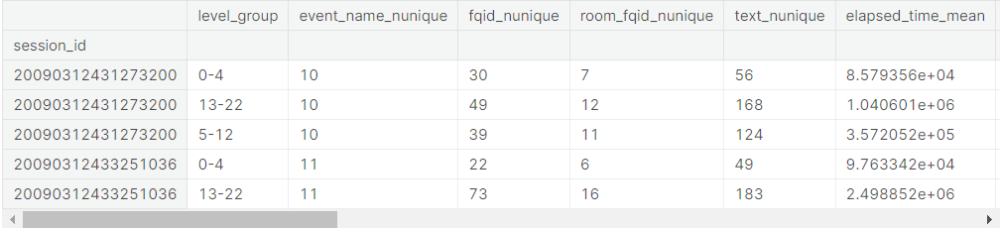 level_group event_name_nunique fqid_nunique room_fqid_nunique text_nunique elapsed_time_mean
session_id
20090312431273200 0-4 10 30 7 56 8.579356e+04
20090312431273200 13-22 10 49 12 168 1.040601e+06
20090312431273200 5-12 10 39 11 124 3.572052e+05
20090312433251036 0-4 11 22 6 49 9.763342e+04
20090312433251036 13-22 11 73 16 183 2.498852e+06